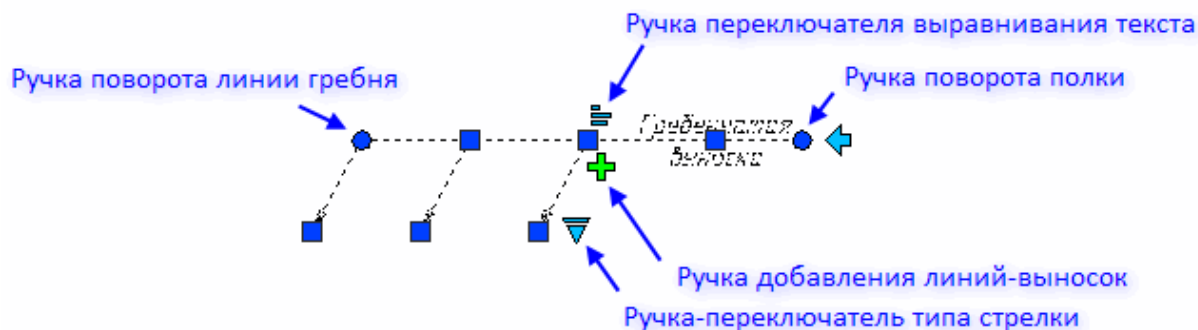 Ручка переключателя выравнивания текста
Ручка поворота линии гребня
Ручка поворота полки
Гребенчатая
выноска
Ручка добавления линий-выносок
Ручка-переключатель типа стрелки